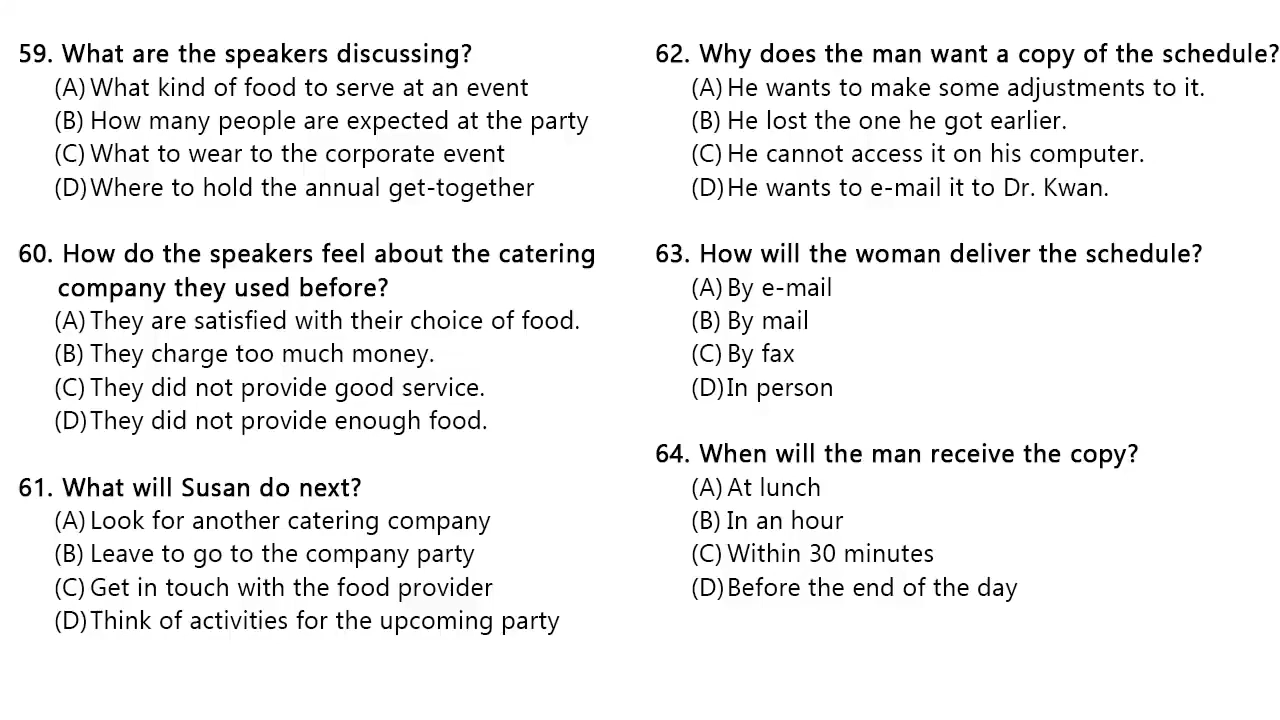 59. What are the speakers discussing?
(A) What kind of food to serve at an event
(B) How many people are expected at the party
(C) What to wear to the corporate event
(D) Where to hold the annual get-together
60. How do the speakers feel about the catering
company they used before?
(A) They are satisfied with their choice of food.
(B) They charge too much money.
(C) They did not provide good service.
(D) They did not provide enough food.
61. What will Susan do next?
(A) Look for another catering company
(B) Leave to go to the company party
(C) Get in touch with the food provider
(D) Think of activities for the upcoming party
62. Why does the man want a copy of the schedule?
(A) He wants to make some adjustments to it.
(B) He lost the one he got earlier.
(C) He cannot access it on his computer.
(D) He wants to e-mail it to Dr. Kwan.
63. How will the woman deliver the schedule?
(A) By e-mail
(B) By mail
(C) By fax
(D) In person
64. When will the man receive the copy?
(A) At lunch
(B) In an hour
(C) Within 30 minutes
(D) Before the end of the day